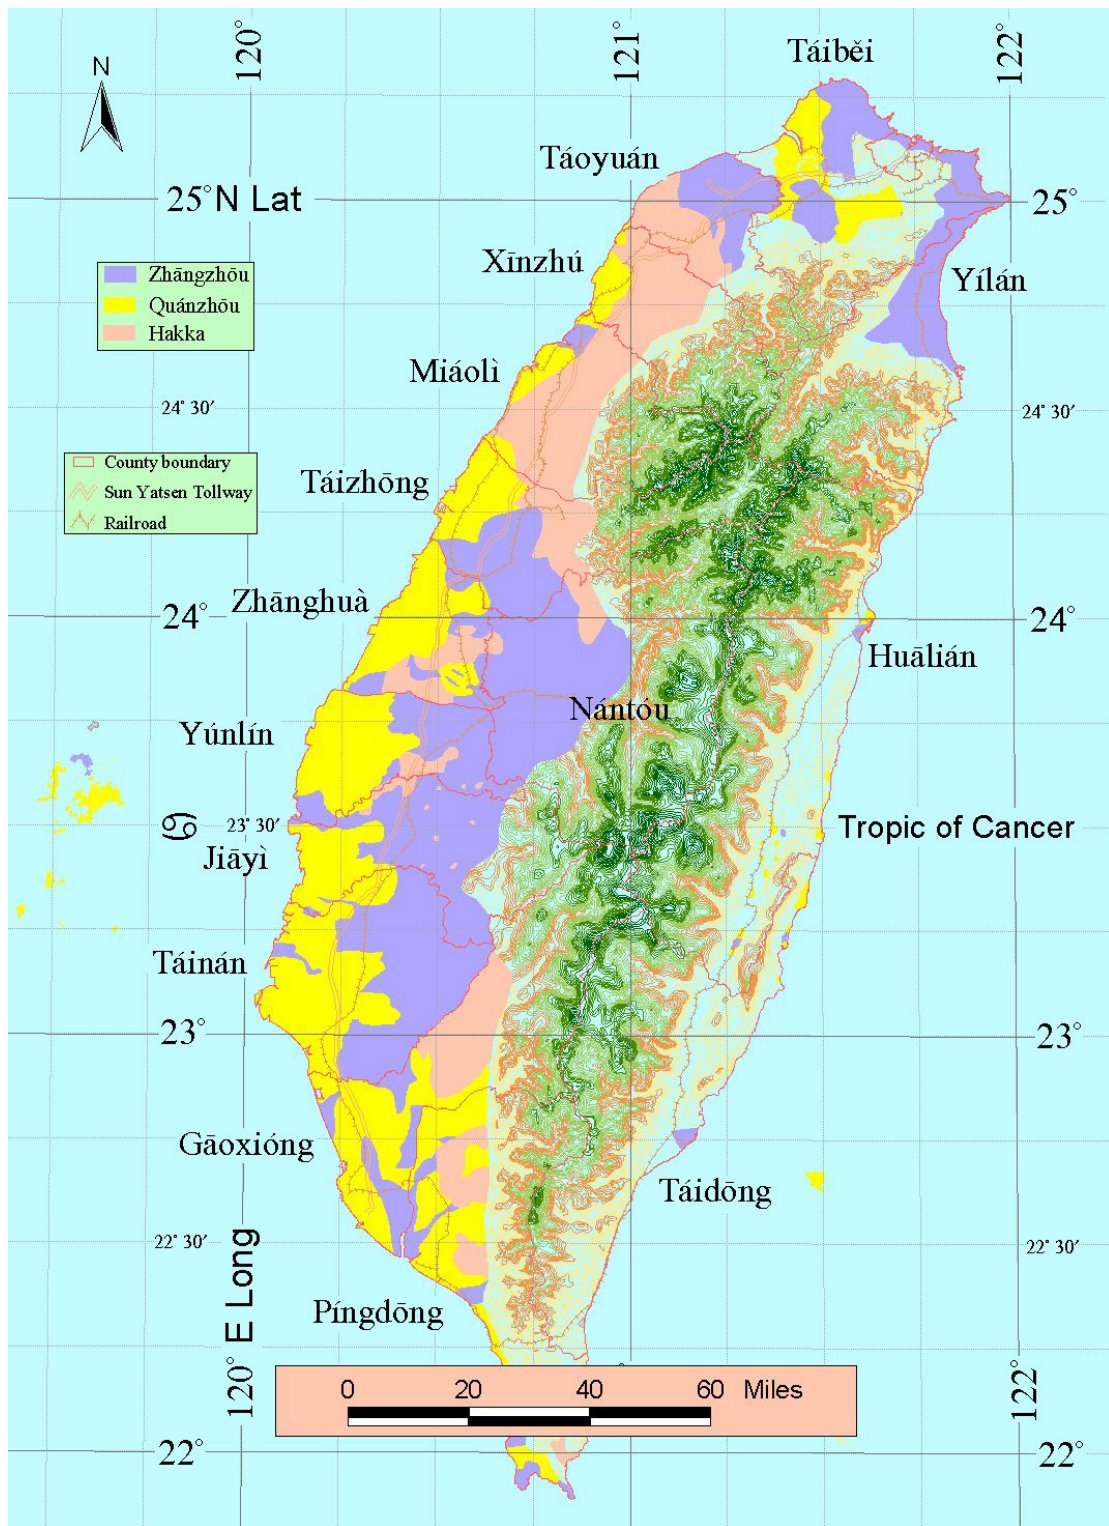 120°
121°
122°
Táiběi
N
Táoyuán
25°N Lat
25°
Xīnzhú
Zhāngzhōu
Quánzhōu
Hakka
Yílán
Miáolì
24° 30′
24° 30′
County boundary
Sun Yatsen Tollway
Railroad
Táizhōng
Zhānghuà
24°
24°
Huālián
Nántóu
Yúnlín
♋
23° 30′
Tropic of Cancer
Jiāyì
Táinán
23°
23°
Gāoxióng
Táidōng
22° 30′
22° 30′
Píngdōng
0 20 40 60 Miles
22°
22°
120° E Long
122°